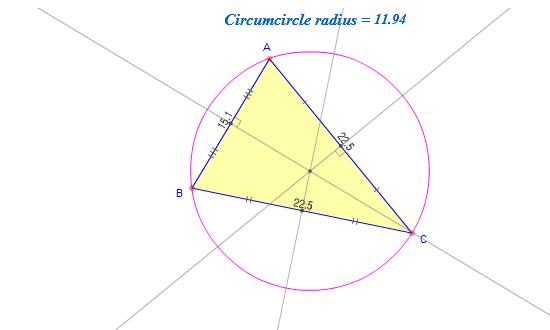 Circumcircle radius = 11.94
A
15.1
22.5
B
22.5
C